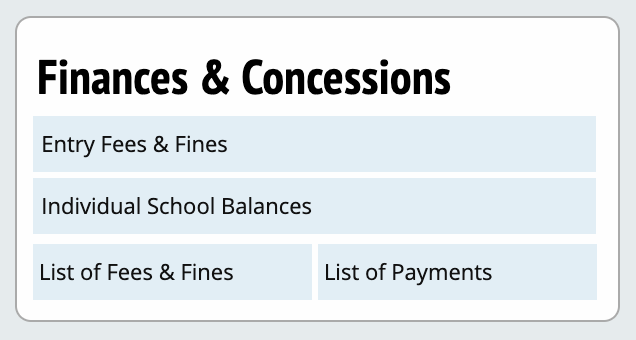 Finances & Concessions
Entry Fees & Fines
Individual School Balances
List of Fees & Fines
List of Payments